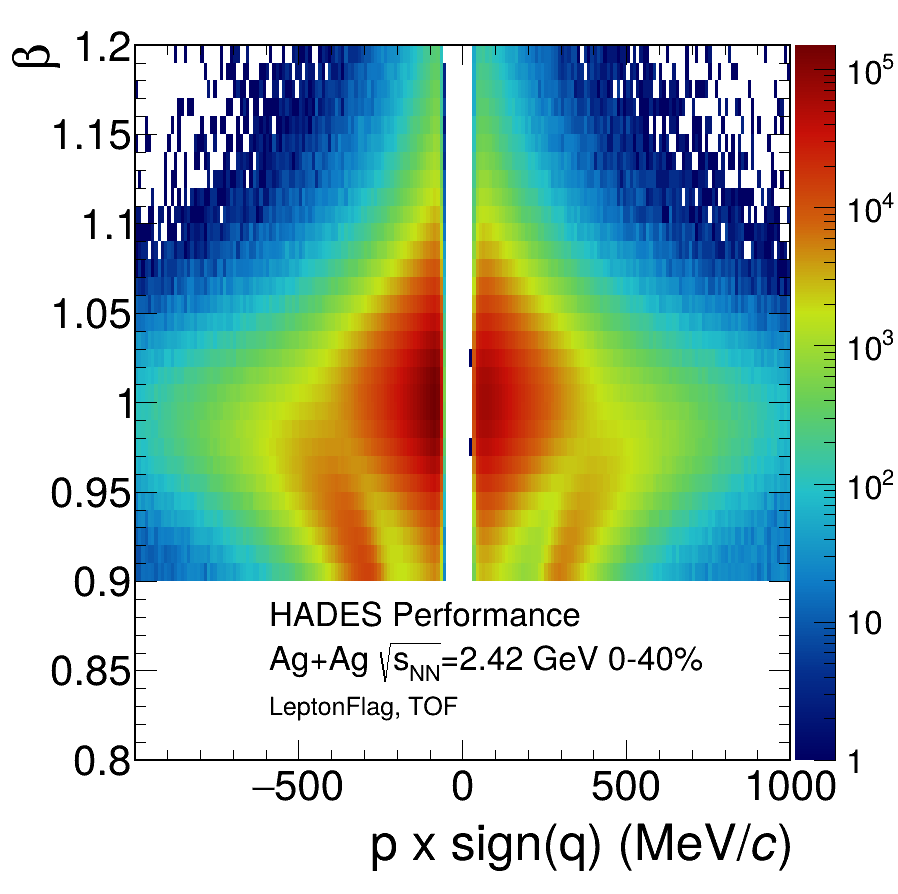 β
1.2
1.15
1.1
1.05
1
0.95
0.9
0.85
0.8
HADES Performance
Ag+Ag √sNN=2.42 GeV 0-40%
LeptonFlag, TOF
−500 0 500 1000
p x sign(q) (MeV/c)
10⁵
10⁴
10³
10²
10
1